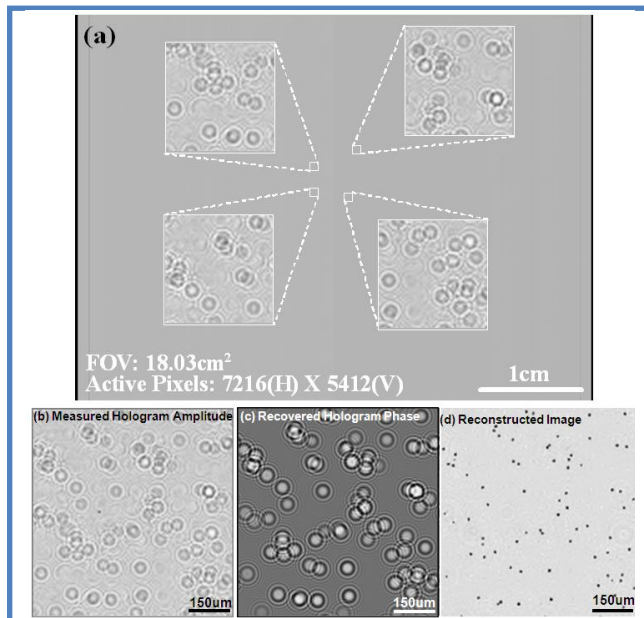 (a)
FOV: 18.03cm²
Active Pixels: 7216(H) X 5412(V)
1cm
(b) Measured Hologram Amplitude
(c) Recovered Hologram Phase
(d) Reconstructed Image
150um
150um
150um